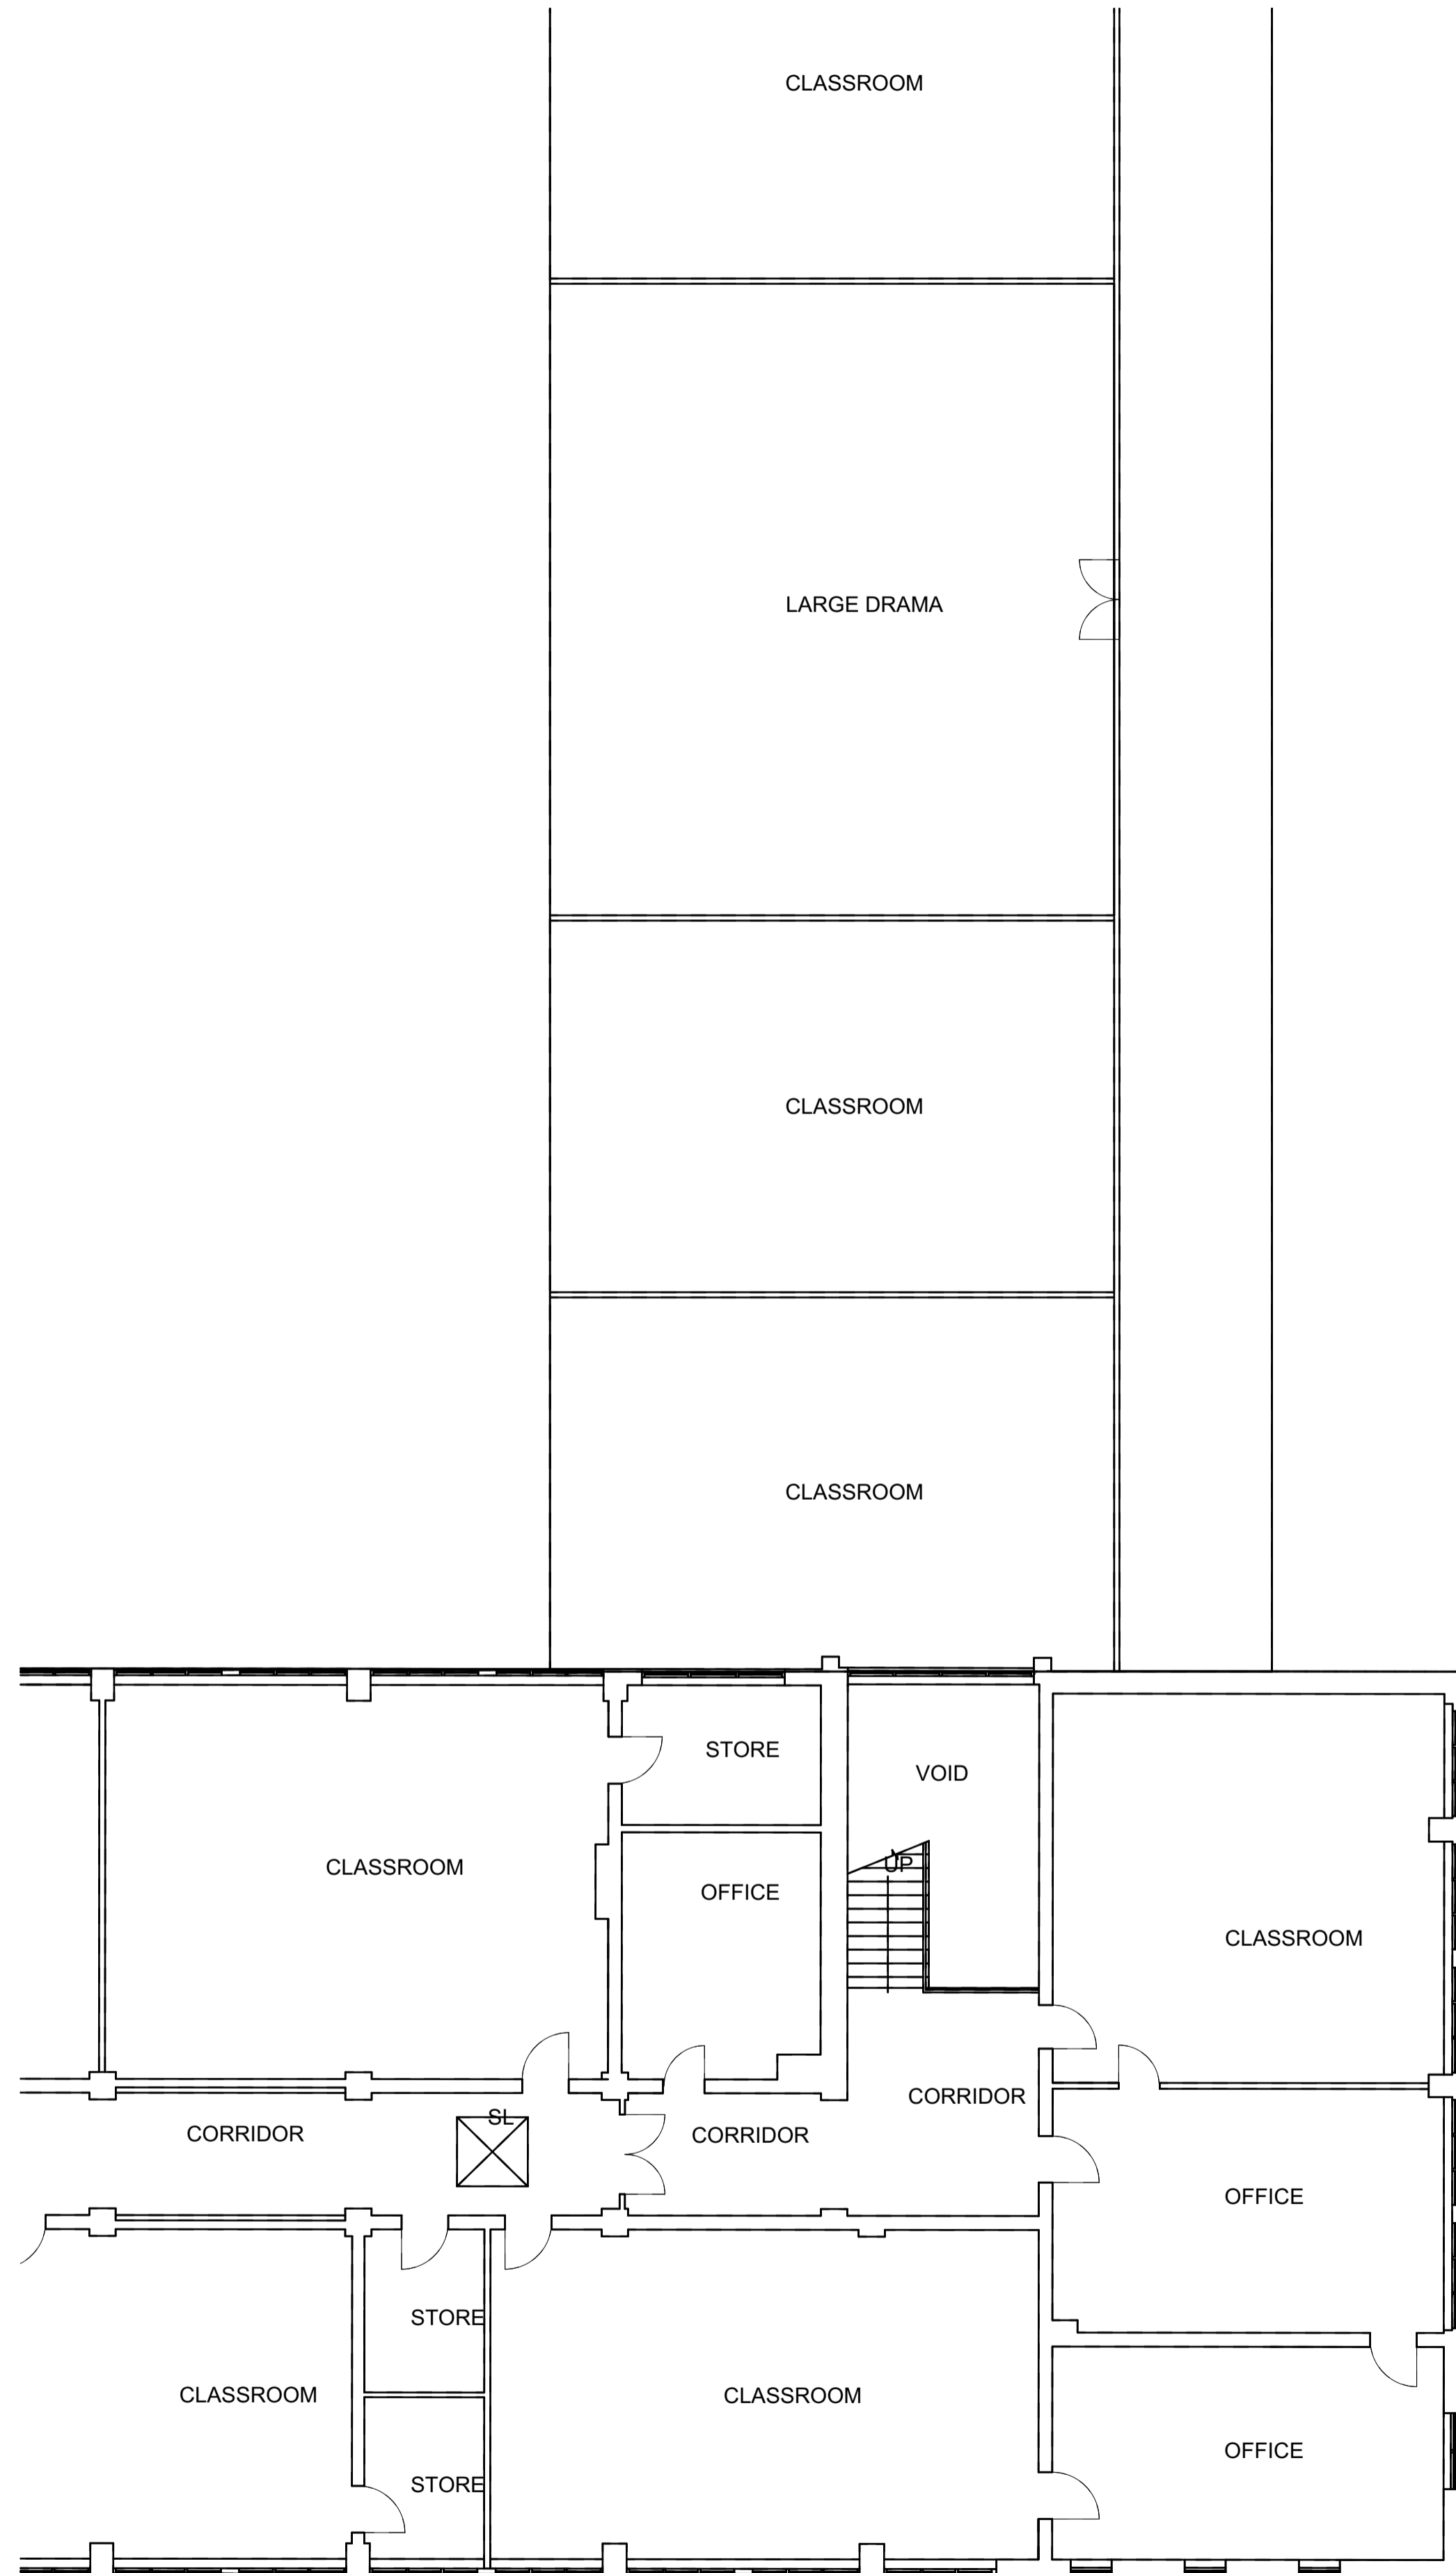 CLASSROOM
LARGE DRAMA
CLASSROOM
CLASSROOM
STORE
VOID
UP
CLASSROOM
OFFICE
CLASSROOM
CORRIDOR
SL
CORRIDOR
CORRIDOR
OFFICE
STORE
CLASSROOM
CLASSROOM
OFFICE
STORE